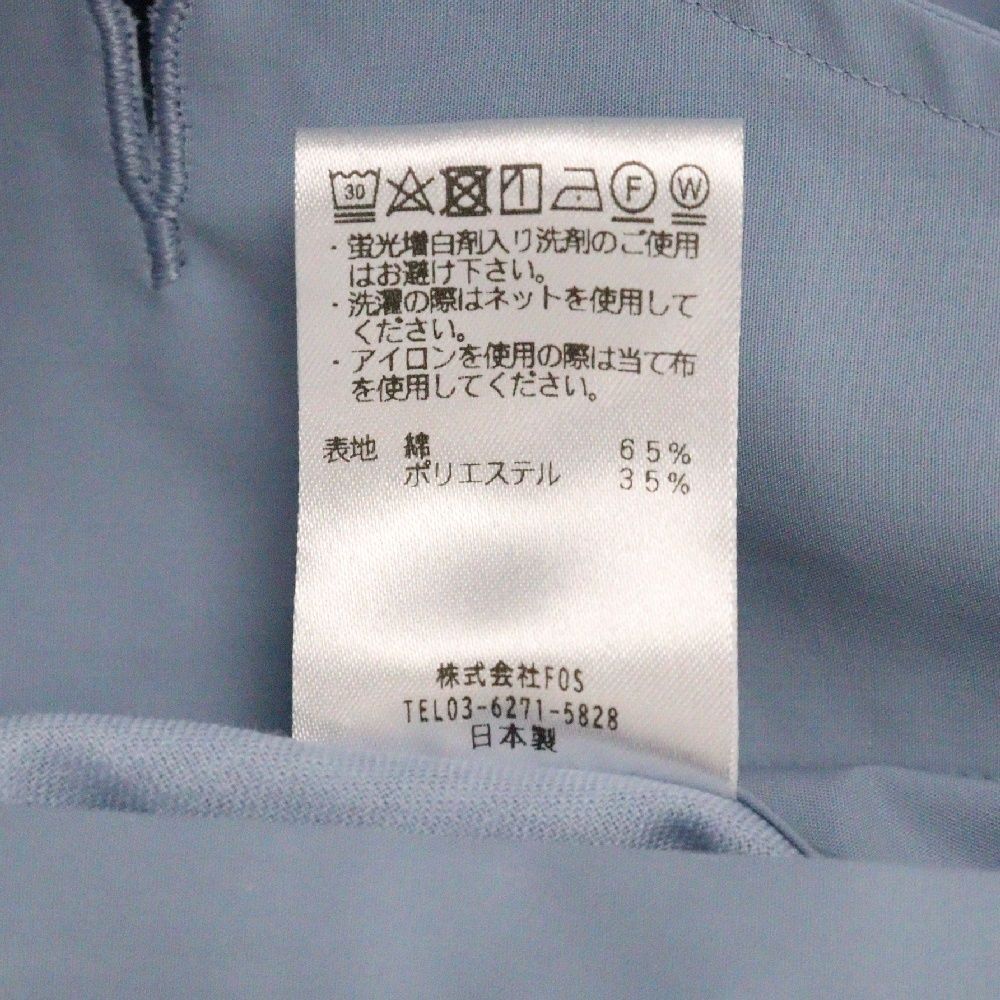 30 F W
・蛍光増白剤入り洗剤のご使用
はお避け下さい。
・洗濯の際はネットを使用して
ください。
・アイロンを使用の際は当て布
を使用してください。
表地 綿 65%
ポリエステル 35%
株式会社FOS
TEL03-6271-5828
日本製